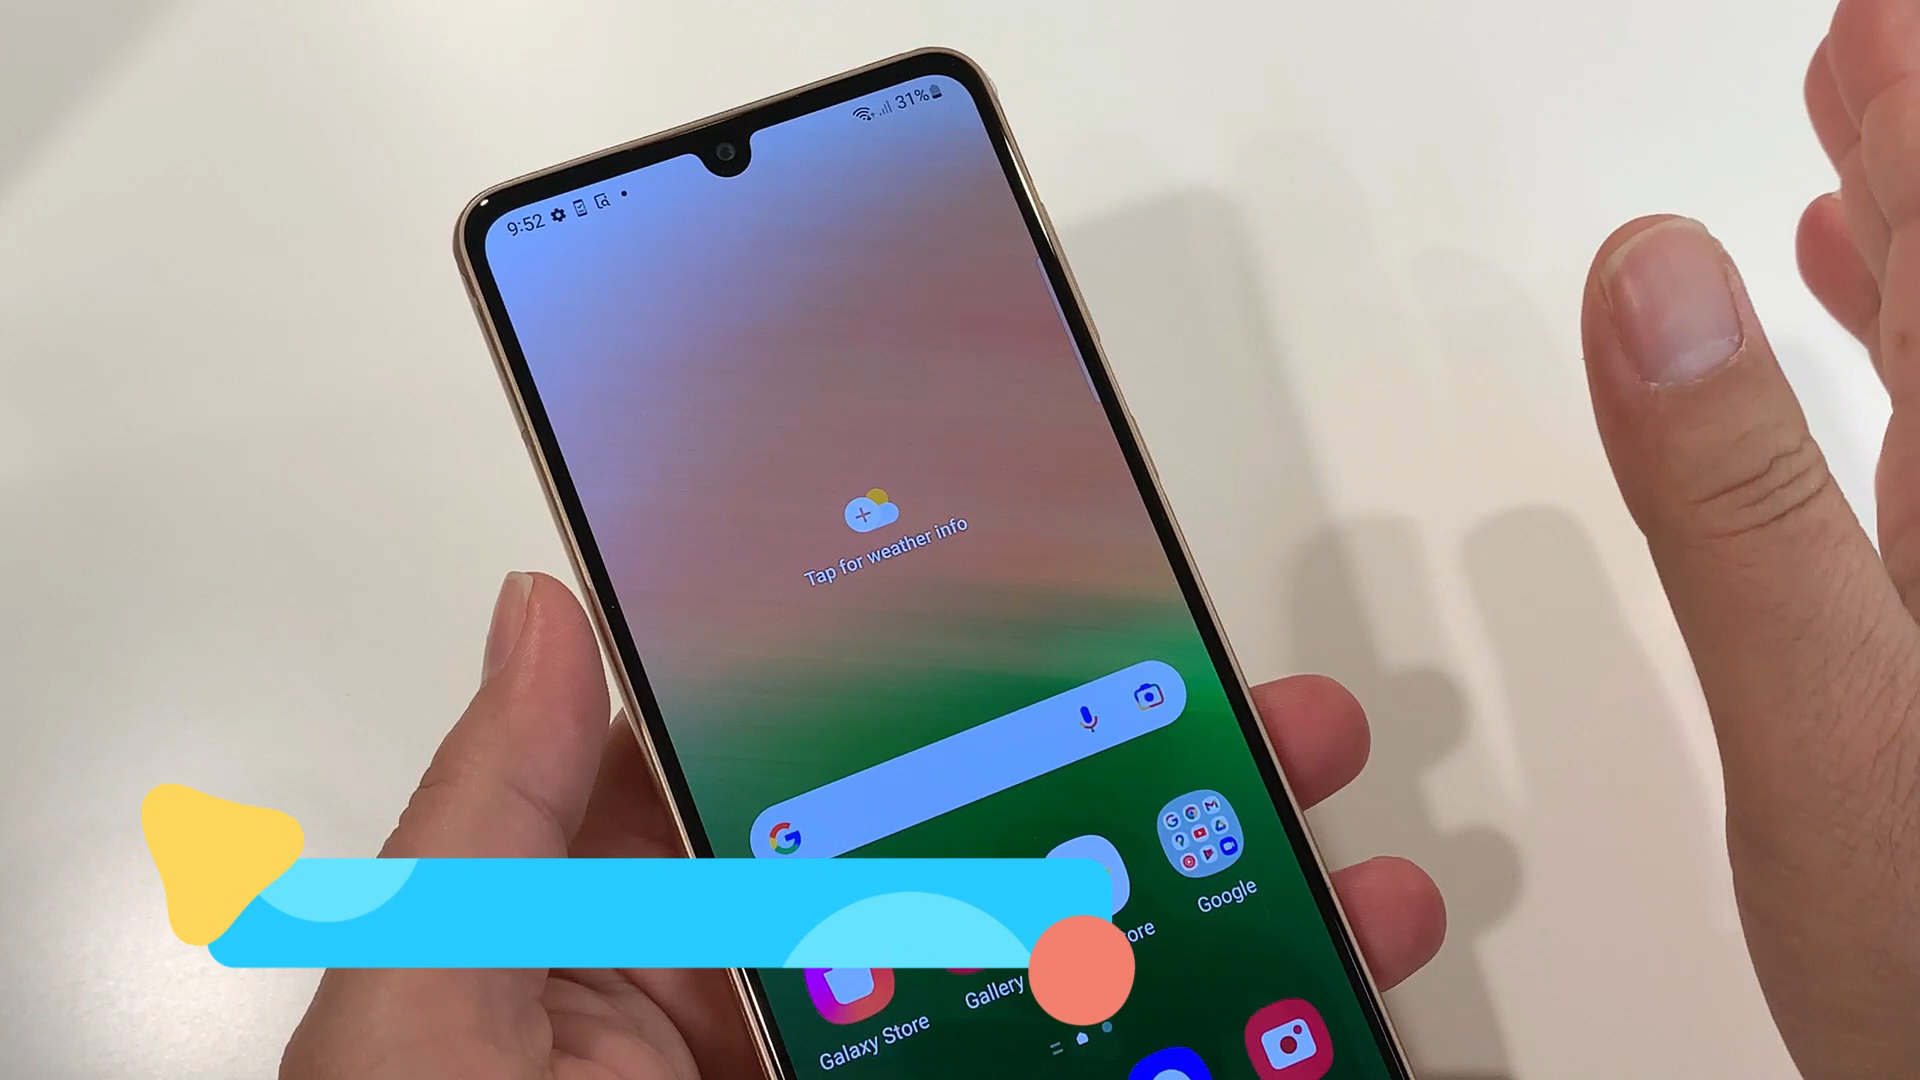 9:52
31%
Tap for weather info
Google
ore
Gallery
Galaxy Store